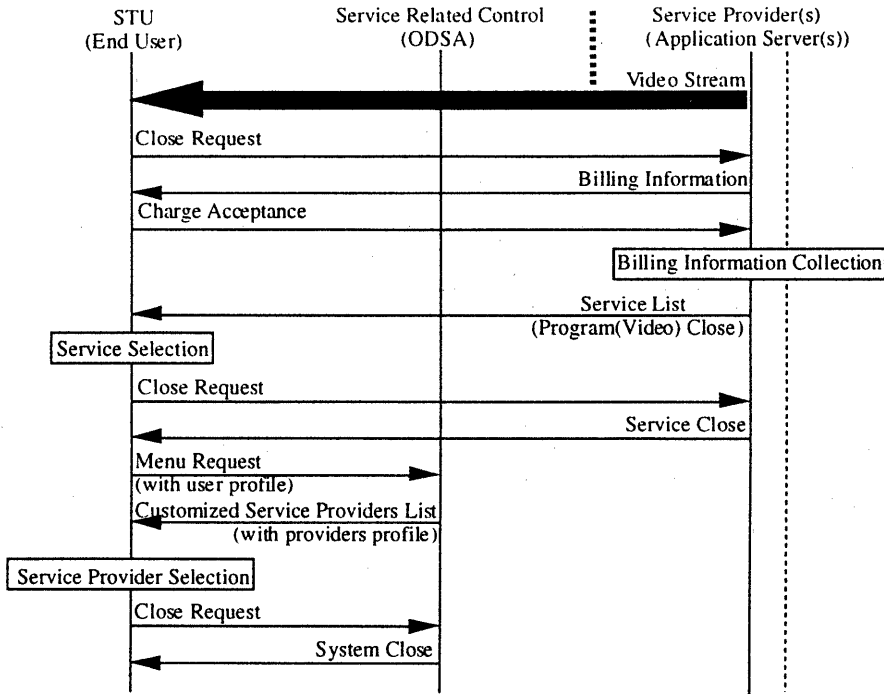 STU
(End User)
Service Related Control
(ODSA)
Service Provider(s)
(Application Server(s))
Video Stream
Close Request
Billing Information
Charge Acceptance
Billing Information Collection
Service List
(Program(Video) Close)
Service Selection
Close Request
Service Close
Menu Request
(with user profile)
Customized Service Providers List
(with providers profile)
Service Provider Selection
Close Request
System Close